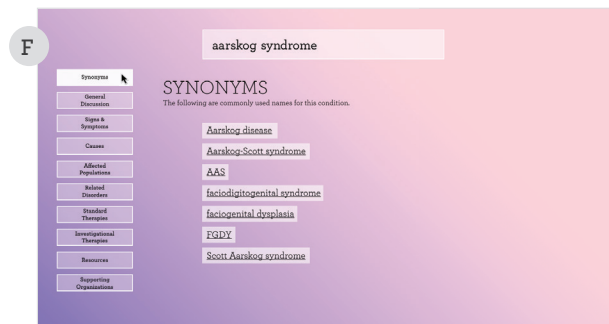 F
aarskog syndrome
Synonyms
General
Discussion
Signs &
Symptoms
Causes
Affected
Populations
Related
Disorders
Standard
Therapies
Investigational
Therapies
Resources
Supporting
Organizations
SYNONYMS
The following are commonly used names for this condition.
Aarskog disease
Aarskog-Scott syndrome
AAS
faciodigitogenital syndrome
faciogenital dysplasia
FGDY
Scott Aarskog syndrome